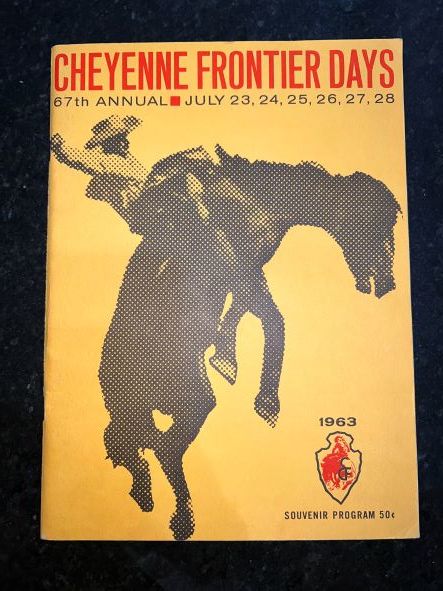 CHEYENNE FRONTIER DAYS
67th ANNUAL ■ JULY 23, 24, 25, 26, 27, 28
1963
SOUVENIR PROGRAM 50¢